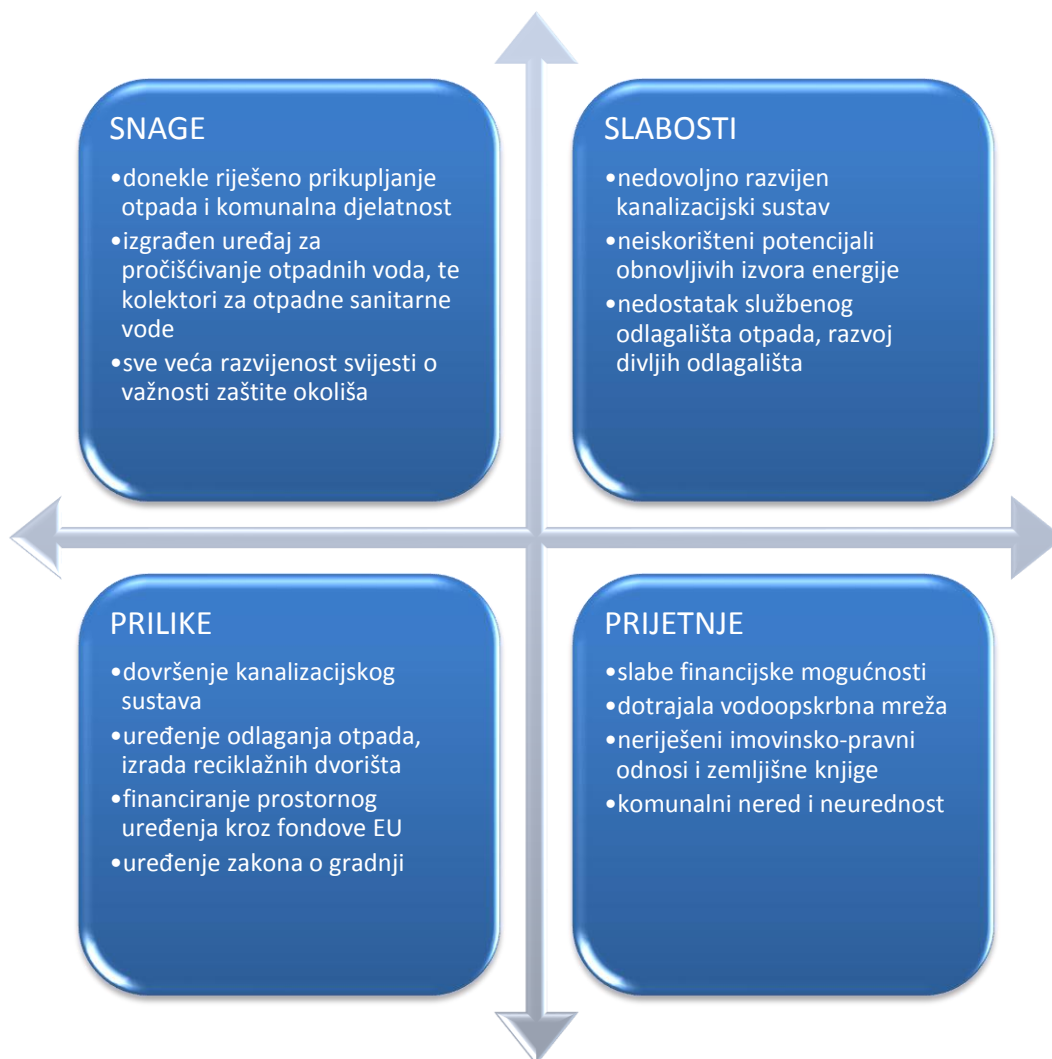 SNAGE
•donekle riješeno prikupljanje
otpada i komunalna djelatnost
•izgrađen uređaj za
pročišćivanje otpadnih voda, te
kolektori za otpadne sanitarne
vode
•sve veća razvijenost svijesti o
važnosti zaštite okoliša
SLABOSTI
•nedovoljno razvijen
kanalizacijski sustav
•neiskorišteni potencijali
obnovljivih izvora energije
•nedostatak službenog
odlagališta otpada, razvoj
divljih odlagališta
PRILIKE
•dovršenje kanalizacijskog
sustava
•uređenje odlaganja otpada,
izrada reciklažnih dvorišta
•financiranje prostornog
uređenja kroz fondove EU
•uređenje zakona o gradnji
PRIJETNJE
•slabe financijske mogućnosti
•dotrajala vodoopskrbna mreža
•neriješeni imovinsko-pravni
odnosi i zemljišne knjige
•komunalni nered i neurednost